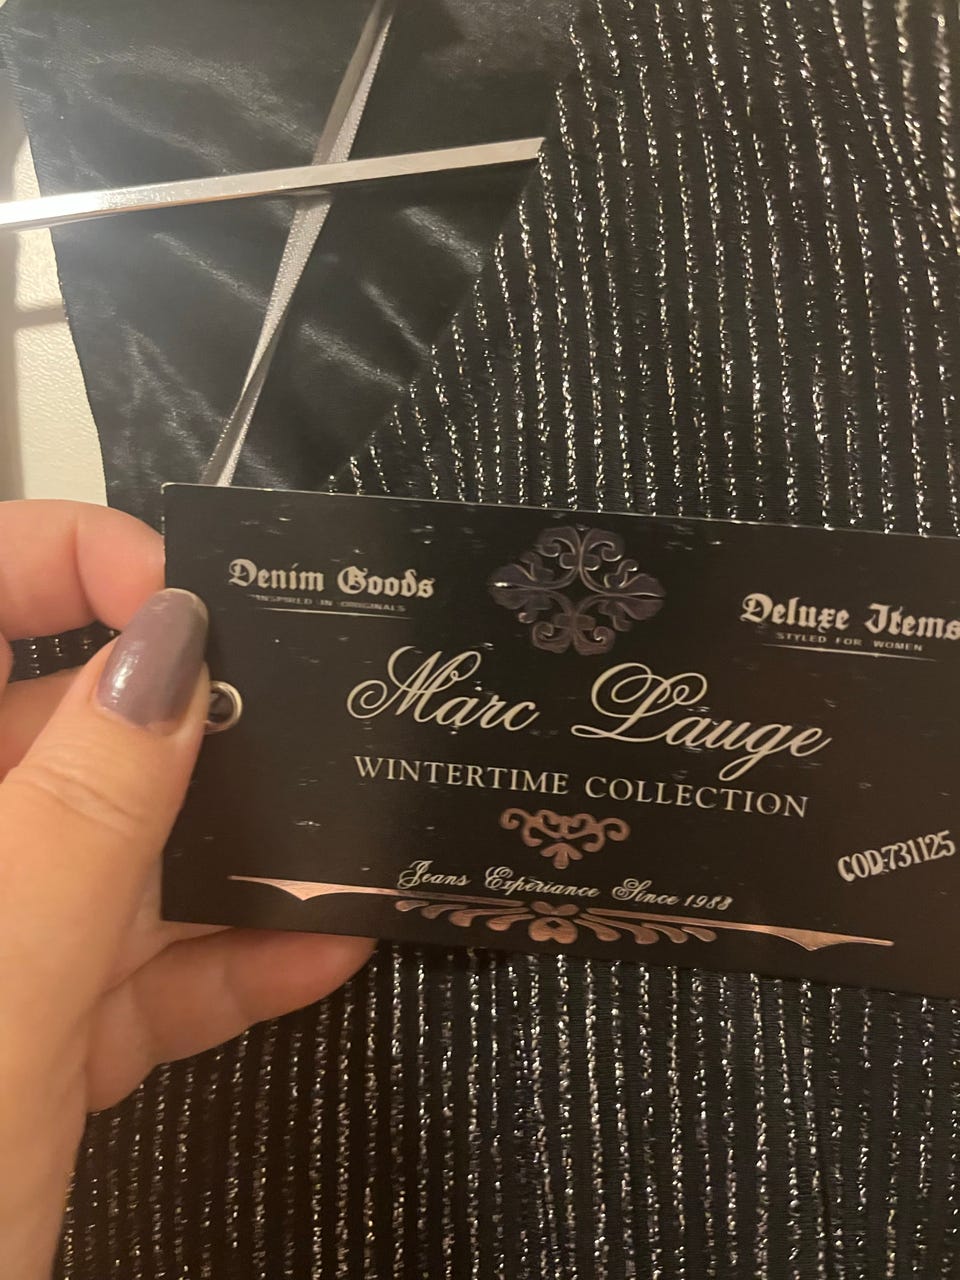 Denim Goods
INSPIRED IN ORIGINALS
Deluxe Items
STYLED FOR WOMEN
Marc Lauge
WINTERTIME COLLECTION
COD:731125
Jeans Experiance Since 1983